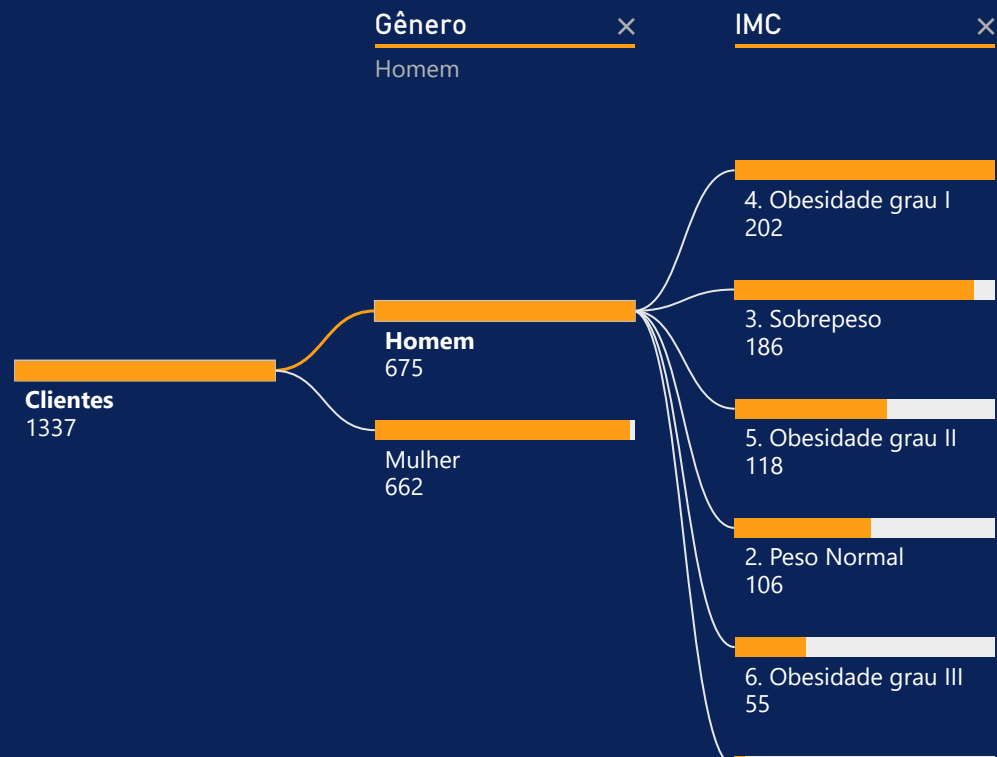 Gênero
IMC
Homem
4. Obesidade grau I
202
3. Sobrepeso
186
Homem
675
5. Obesidade grau II
118
Clientes
1337
Mulher
662
2. Peso Normal
106
6. Obesidade grau III
55